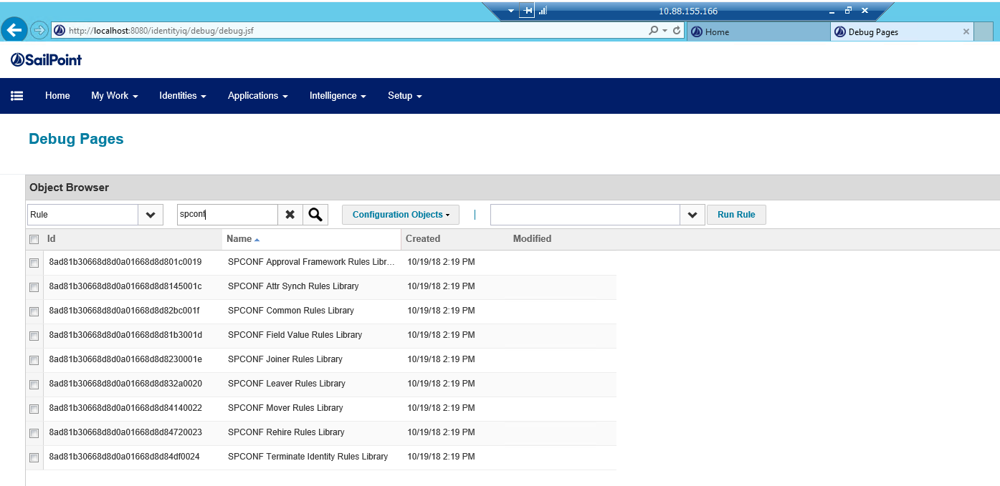 10.88.155.166
http://localhost:8080/identityiq/debug/debug.jsf
Home
Debug Pages
SailPoint
Home My Work Identities Applications Intelligence Setup
Debug Pages
Object Browser
Rule spconf Configuration Objects | Run Rule
Id Name Created Modified
8ad81b30668d8d0a01668d8d801c0019 SPCONF Approval Framework Rules Libr... 10/19/18 2:19 PM
8ad81b30668d8d0a01668d8d8145001c SPCONF Attr Synch Rules Library 10/19/18 2:19 PM
8ad81b30668d8d0a01668d8d82bc001f SPCONF Common Rules Library 10/19/18 2:19 PM
8ad81b30668d8d0a01668d8d81b3001d SPCONF Field Value Rules Library 10/19/18 2:19 PM
8ad81b30668d8d0a01668d8d8230001e SPCONF Joiner Rules Library 10/19/18 2:19 PM
8ad81b30668d8d0a01668d8d832a0020 SPCONF Leaver Rules Library 10/19/18 2:19 PM
8ad81b30668d8d0a01668d8d84140022 SPCONF Mover Rules Library 10/19/18 2:19 PM
8ad81b30668d8d0a01668d8d84720023 SPCONF Rehire Rules Library 10/19/18 2:19 PM
8ad81b30668d8d0a01668d8d84df0024 SPCONF Terminate Identity Rules Library 10/19/18 2:19 PM